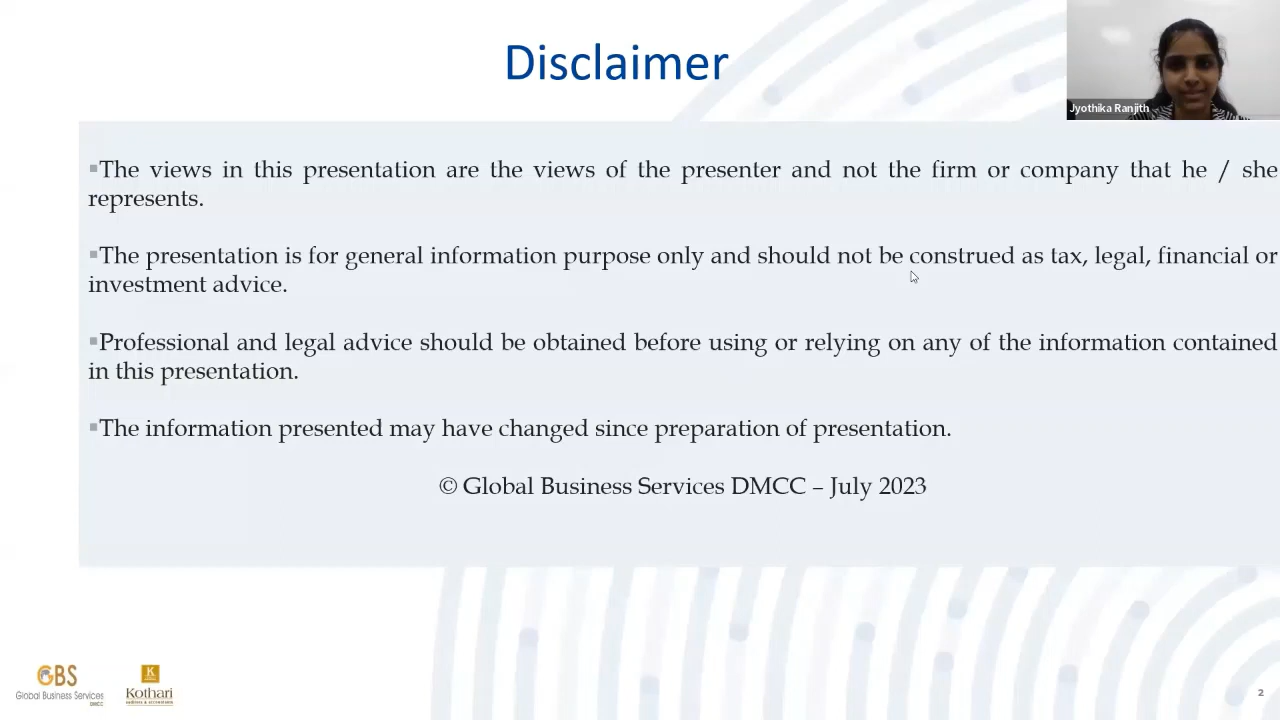 Disclaimer
Jyothika Ranjith
▪The views in this presentation are the views of the presenter and not the firm or company that he / she
represents.
▪The presentation is for general information purpose only and should not be construed as tax, legal, financial or
investment advice.
▪Professional and legal advice should be obtained before using or relying on any of the information contained
in this presentation.
▪The information presented may have changed since preparation of presentation.
© Global Business Services DMCC – July 2023
GBS
Global Business Services
DMCC
K
Kothari
Auditors & Accountants
2